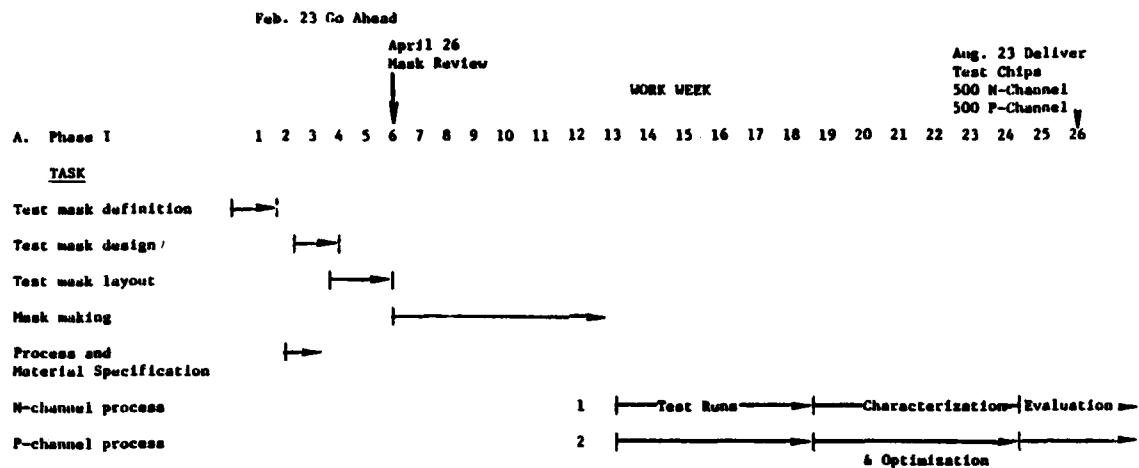 Feb. 23 Go Ahead
April 26
Mask Review
Aug. 23 Deliver
Test Chips
500 N-Channel
500 P-Channel
WORK WEEK
A. Phase I 1 2 3 4 6 7 8 9 10 11 12 13 14 15 16 17 18 19 20 21 22 23 24 25 26
TASK
Test mask definition
Test mask design
Test mask layout
Mask making
Process and
Material Specification
N-channel process 1 Test Runs Characterization Evaluation
P-channel process 2
& Optimization